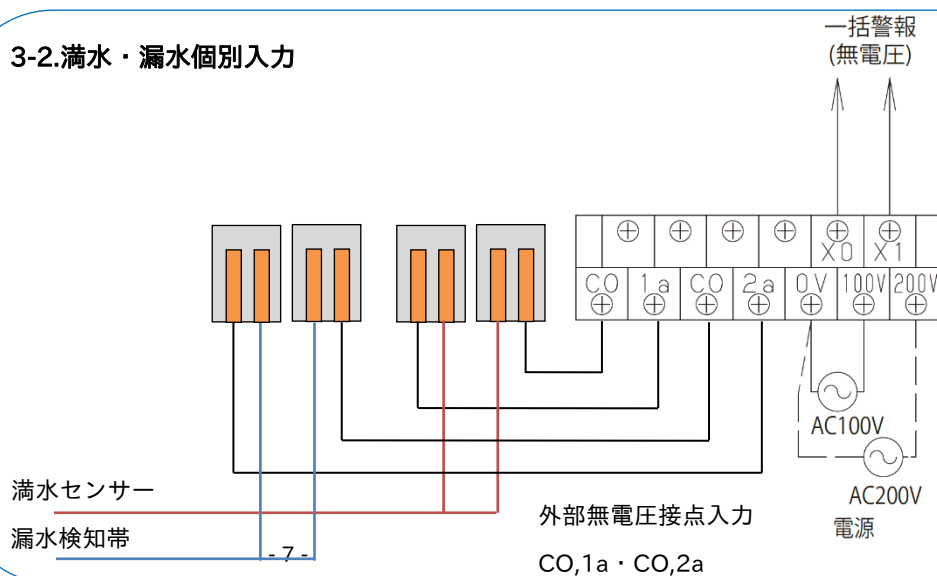 3-2.満水・漏水個別入力
一括警報
(無電圧)
X0 X1
CO 1a CO 2a 0V 100V 200V
AC100V
AC200V
電源
満水センサー
漏水検知帯
- 7 -
外部無電圧接点入力
CO,1a・CO,2a